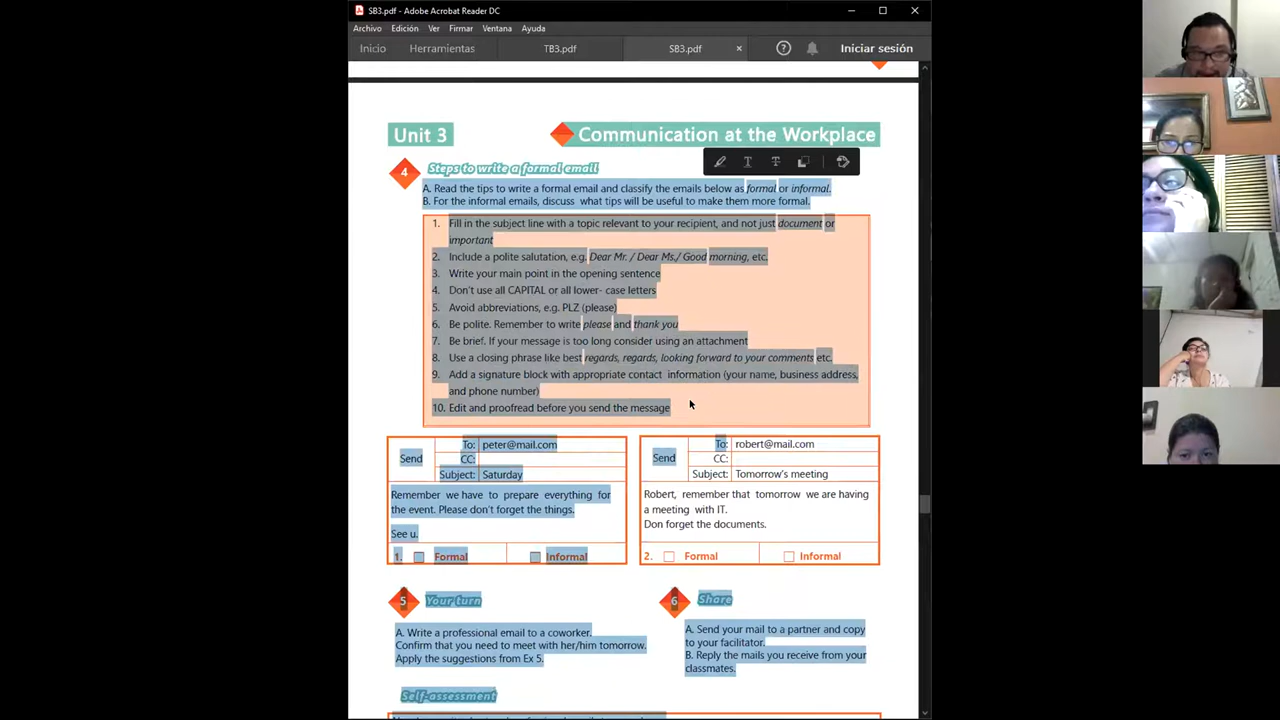 SB3.pdf - Adobe Acrobat Reader DC
Archivo Edición Ver Firmar Ventana Ayuda
Inicio Herramientas TB3.pdf SB3.pdf × Iniciar sesión
Unit 3 Communication at the Workplace
4 Steps to write a formal email
A. Read the tips to write a formal email and classify the emails below as formal or informal.
B. For the informal emails, discuss what tips will be useful to make them more formal.
1. Fill in the subject line with a topic relevant to your recipient, and not just document or
important
2. Include a polite salutation, e.g. Dear Mr. / Dear Ms./ Good morning, etc.
3. Write your main point in the opening sentence
4. Don't use all CAPITAL or all lower- case letters
5. Avoid abbreviations, e.g. PLZ (please)
6. Be polite. Remember to write please and thank you
7. Be brief. If your message is too long consider using an attachment
8. Use a closing phrase like best regards, regards, looking forward to your comments etc.
9. Add a signature block with appropriate contact information (your name, business address,
and phone number)
10. Edit and proofread before you send the message
Send
To: peter@mail.com
CC:
Subject: Saturday
Remember we have to prepare everything for
the event. Please don't forget the things.
See u.
1. Formal Informal
Send
To: robert@mail.com
CC:
Subject: Tomorrow's meeting
Robert, remember that tomorrow we are having
a meeting with IT.
Don forget the documents.
2. Formal Informal
5 Your turn
A. Write a professional email to a coworker.
Confirm that you need to meet with her/him tomorrow.
Apply the suggestions from Ex 5.
6 Share
A. Send your mail to a partner and copy
to your facilitator.
B. Reply the mails you receive from your
classmates.
Self-assessment